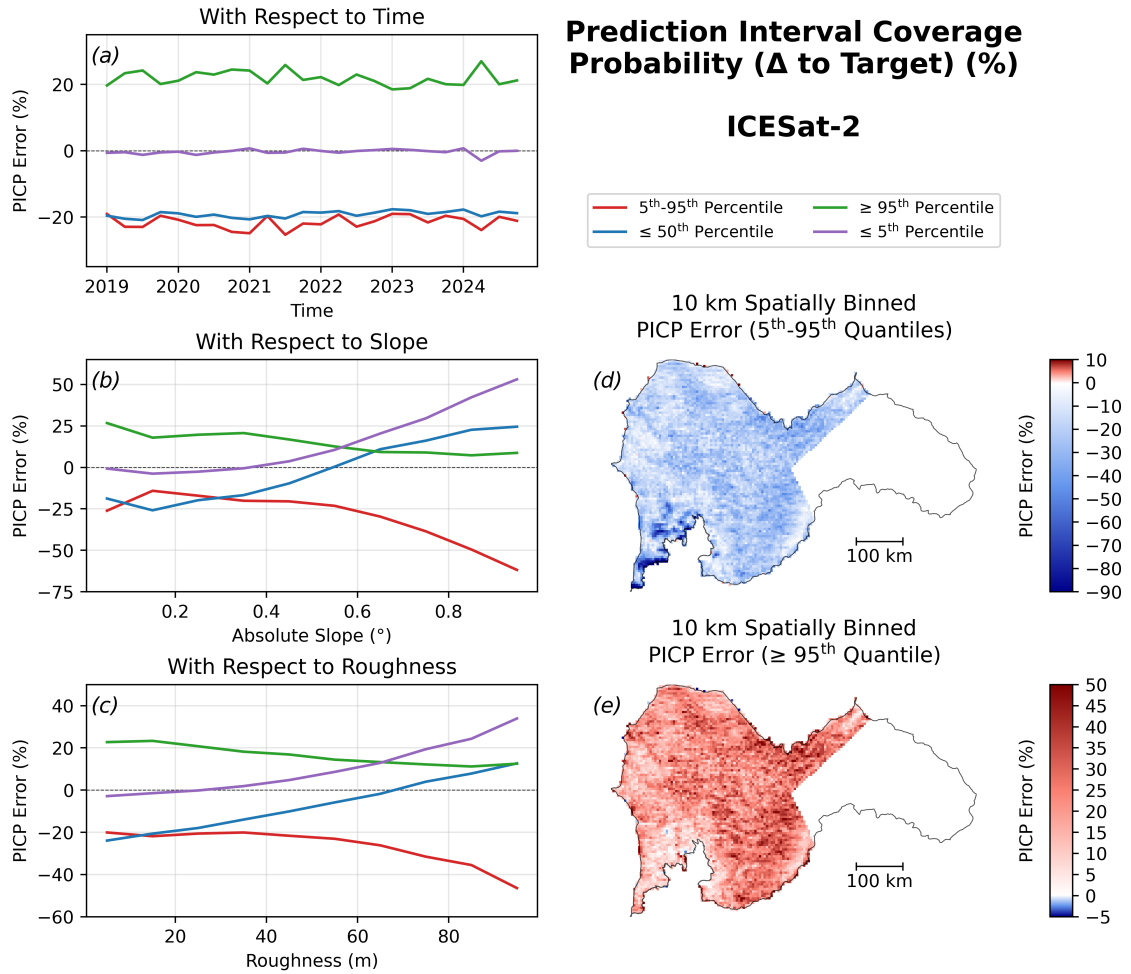 With Respect to Time
(a)
PICP Error (%)
20
0
−20
2019 2020 2021 2022 2023 2024
Time
Prediction Interval Coverage
Probability (Δ to Target) (%)
ICESat-2
5th-95th Percentile
≤ 50th Percentile
≥ 95th Percentile
≤ 5th Percentile
With Respect to Slope
(b)
PICP Error (%)
50
25
0
−25
−50
−75
0.2 0.4 0.6 0.8
Absolute Slope (°)
10 km Spatially Binned
PICP Error (5th-95th Quantiles)
(d)
100 km
PICP Error (%)
10
0
−10
−20
−30
−40
−50
−60
−70
−80
−90
With Respect to Roughness
(c)
PICP Error (%)
40
20
0
−20
−40
−60
20 40 60 80
Roughness (m)
10 km Spatially Binned
PICP Error (≥ 95th Quantile)
(e)
100 km
PICP Error (%)
50
45
40
35
30
25
20
15
10
5
0
−5